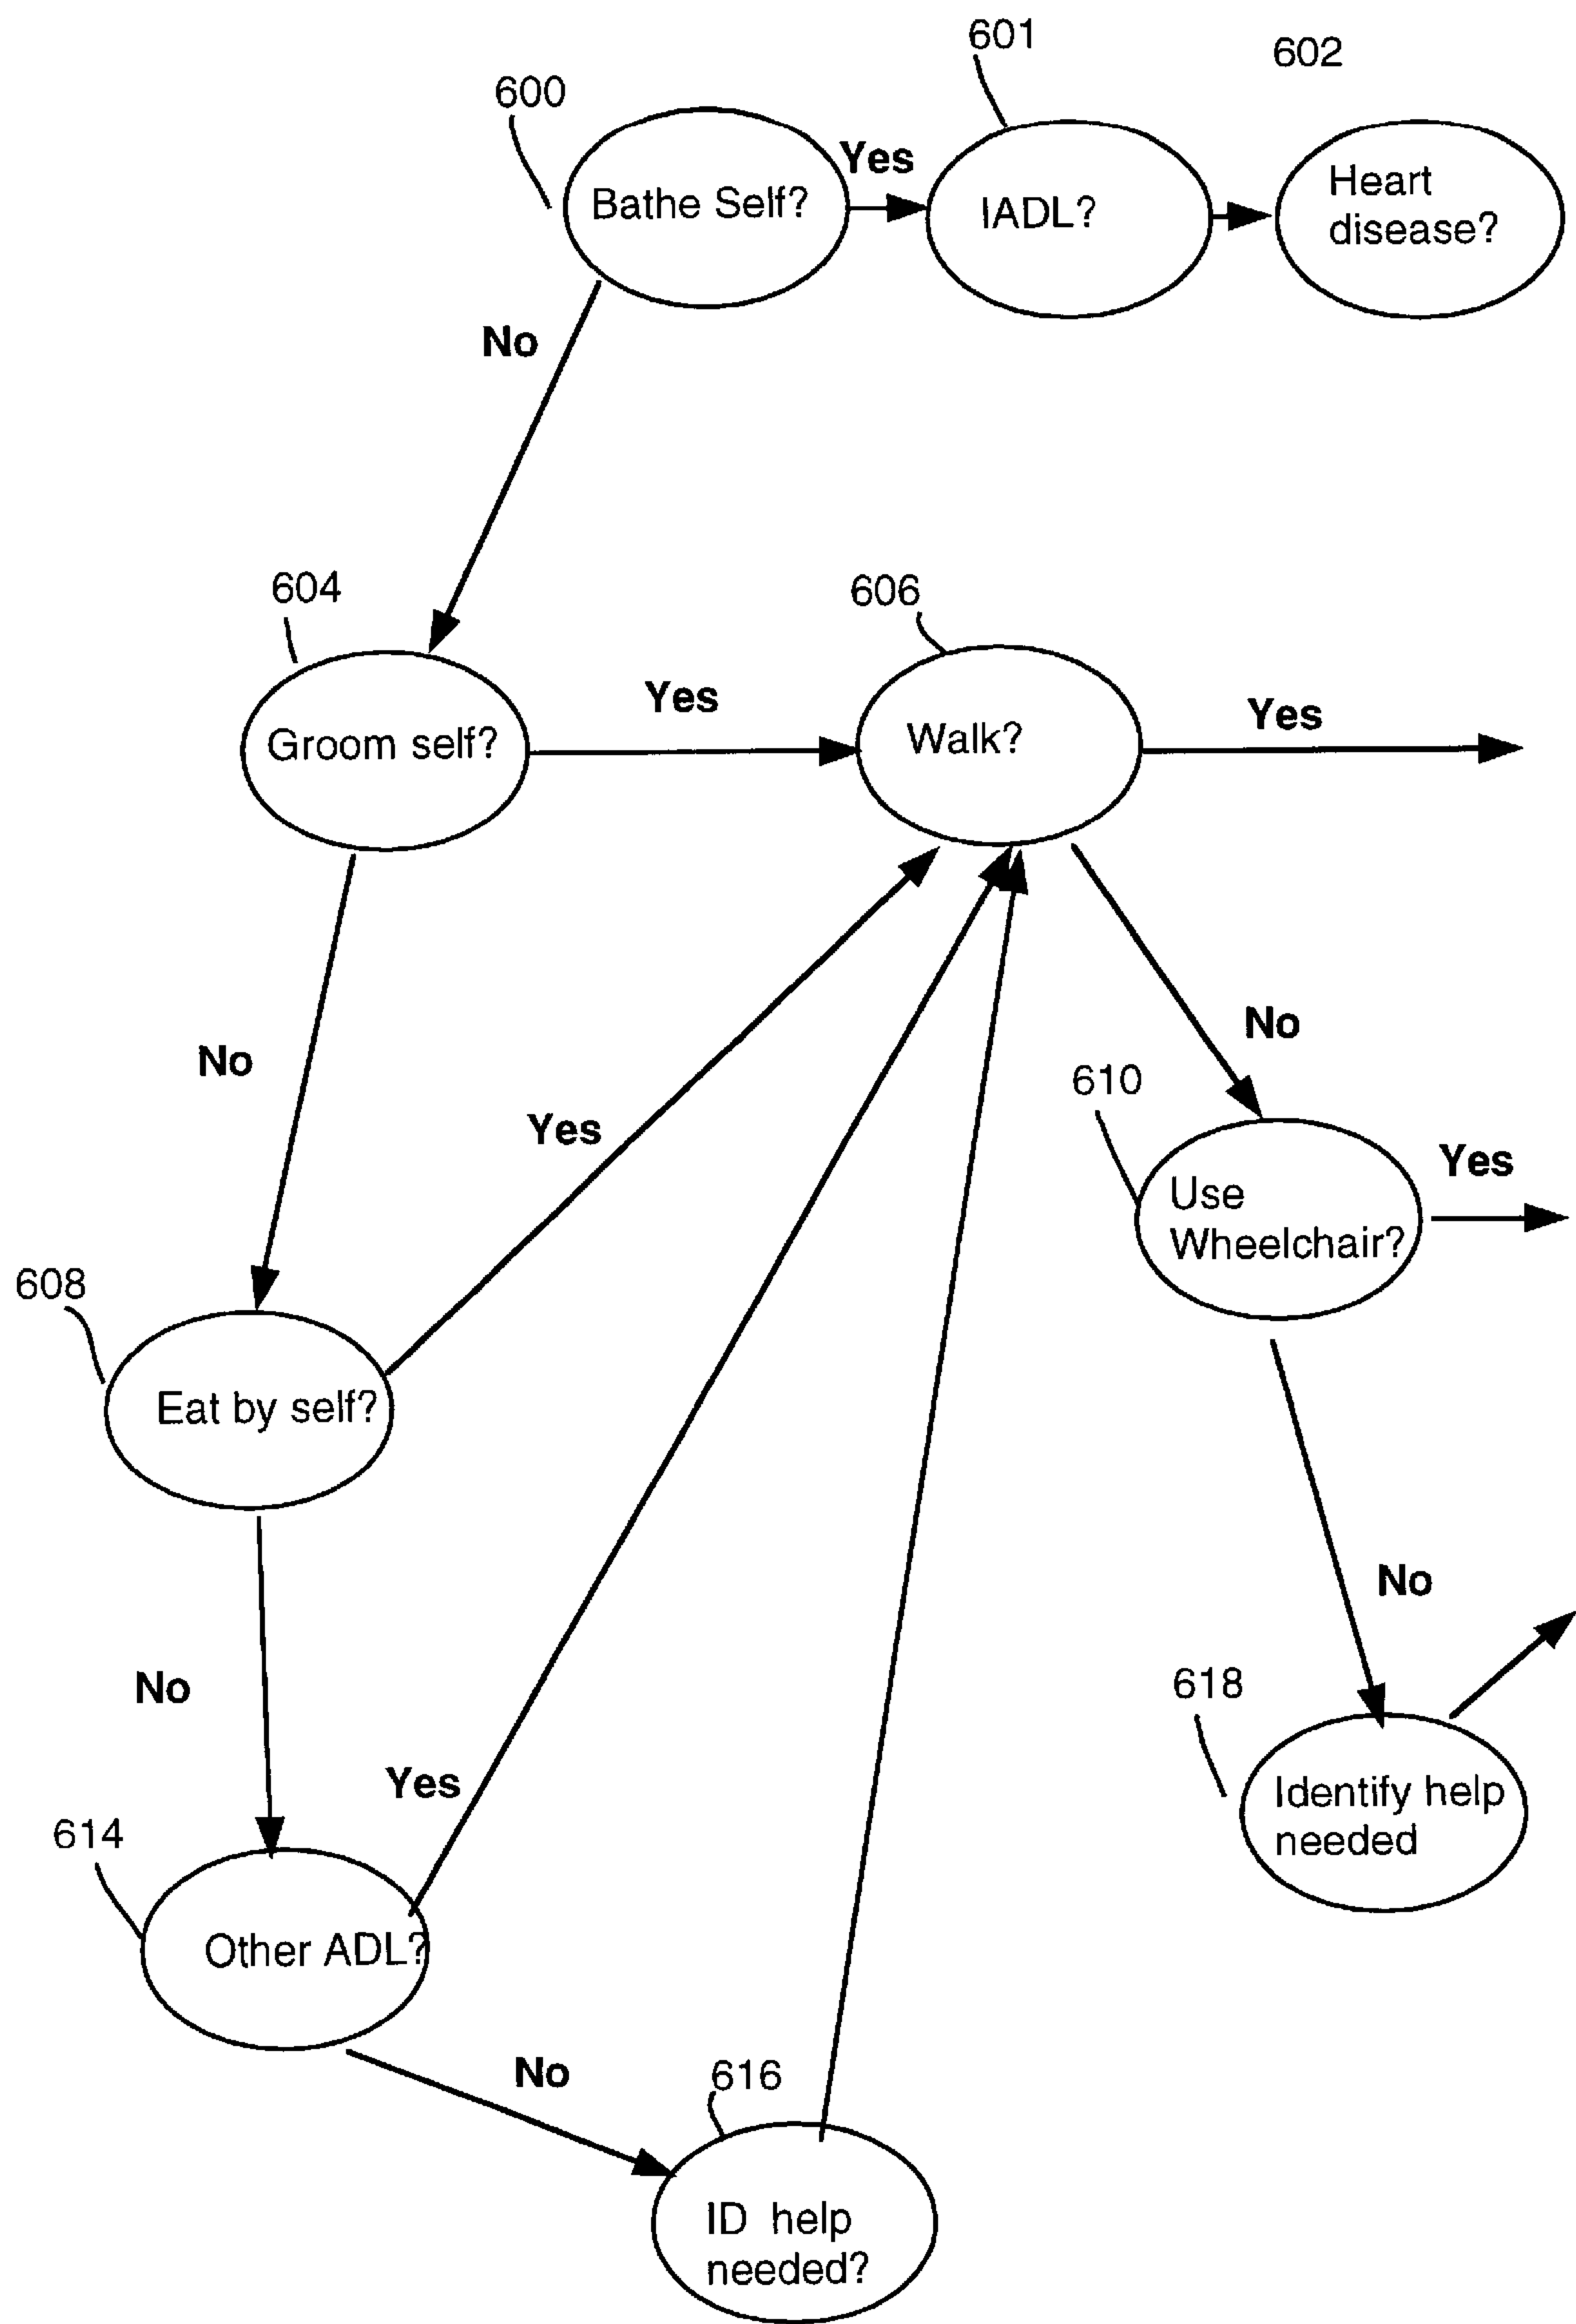 601
602
600
Yes
Bathe Self?
IADL?
Heart
disease?
No
604
606
Yes
Yes
Groom self?
Walk?
No
No
610
Yes
Yes
Use
Wheelchair?
608
Eat by self?
No
No
618
Yes
Identify help
needed
614
Other ADL?
No
616
ID help
needed?